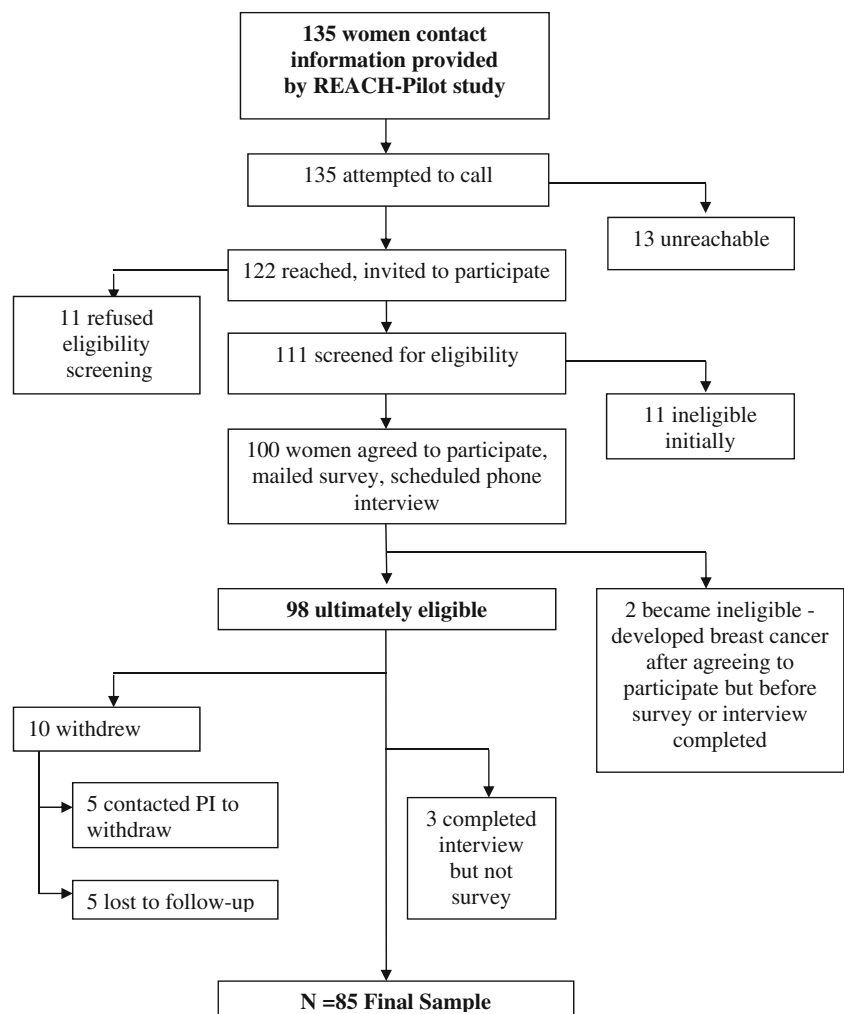 135 women contact
information provided
by REACH-Pilot study
135 attempted to call
13 unreachable
122 reached, invited to participate
11 refused
eligibility
screening
111 screened for eligibility
11 ineligible
initially
100 women agreed to participate,
mailed survey, scheduled phone
interview
98 ultimately eligible
2 became ineligible -
developed breast cancer
after agreeing to
participate but before
survey or interview
completed
10 withdrew
5 contacted PI to
withdraw
3 completed
interview
but not
survey
5 lost to follow-up
N =85 Final Sample